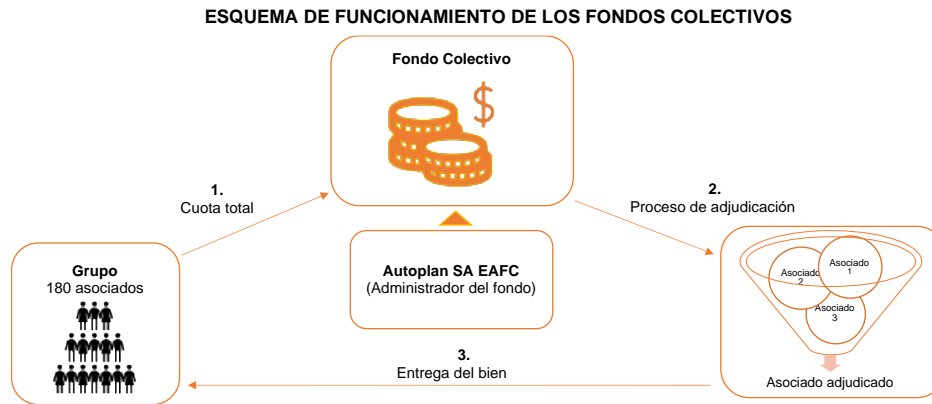 ESQUEMA DE FUNCIONAMIENTO DE LOS FONDOS COLECTIVOS
Fondo Colectivo
$
1.
Cuota total
2.
Proceso de adjudicación
Grupo
180 asociados
Autoplan SA EAFC
(Administrador del fondo)
Asociado
1
Asociado
2
Asociado
3
3.
Entrega del bien
Asociado adjudicado